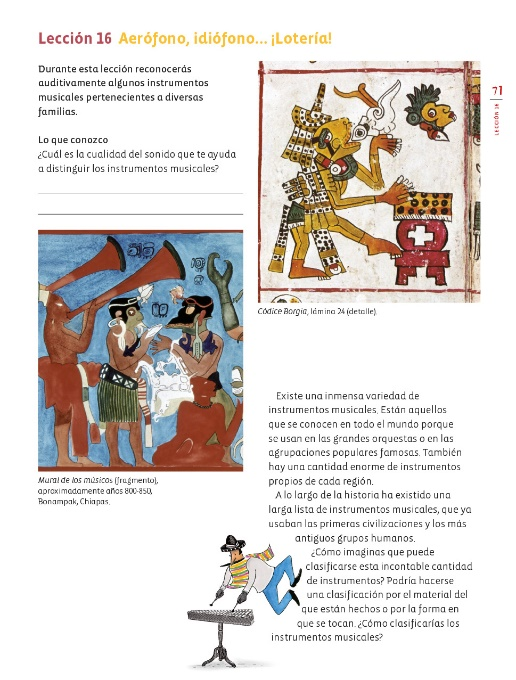 Lección 16 Aerófono, idiófono... ¡Lotería!
Durante esta lección reconocerás
auditivamente algunos instrumentos
musicales pertenecientes a diversas
familias.
Lo que conozco
¿Cuál es la cualidad del sonido que te ayuda
a distinguir los instrumentos musicales?
71
LECCIÓN 16
Códice Borgia, lámina 24 (detalle).
Mural de los músicos (fragmento),
aproximadamente años 800-850,
Bonampak, Chiapas.
Existe una inmensa variedad de
instrumentos musicales. Están aquellos
que se conocen en todo el mundo porque
se usan en las grandes orquestas o en las
agrupaciones populares famosas. También
hay una cantidad enorme de instrumentos
propios de cada región.
A lo largo de la historia ha existido una
larga lista de instrumentos musicales, que ya
usaban las primeras civilizaciones y los más
antiguos grupos humanos.
¿Cómo imaginas que puede
clasificarse esta incontable cantidad
de instrumentos? Podría hacerse
una clasificación por el material del
que están hechos o por la forma en
que se tocan. ¿Cómo clasificarías los
instrumentos musicales?